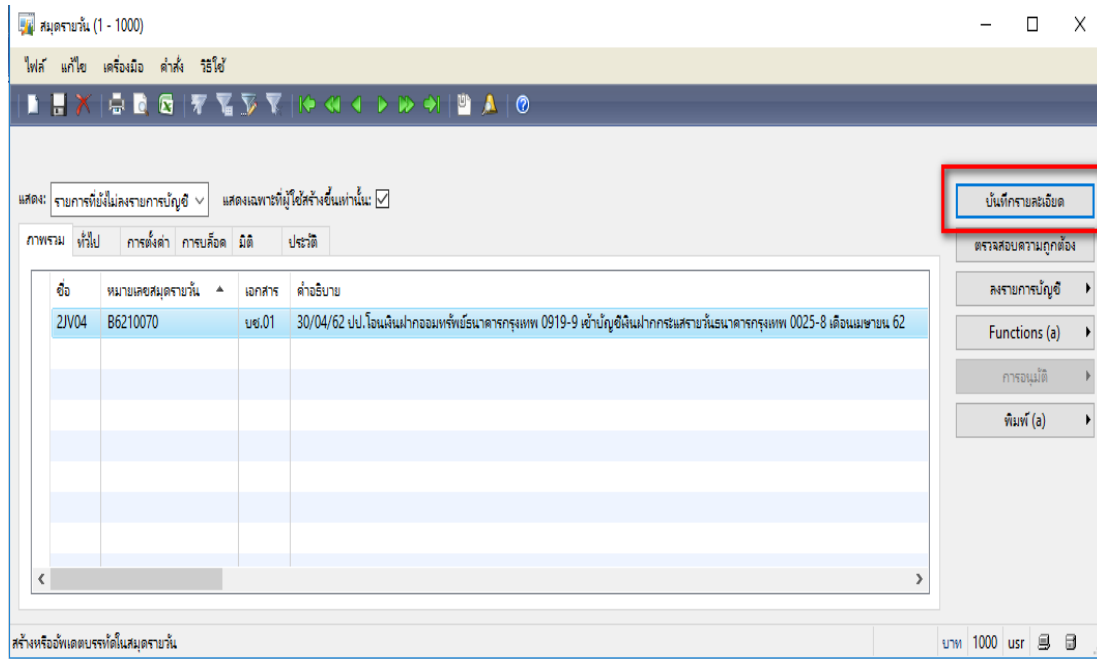 สมุดรายวัน (1 - 1000)
ไฟล์ แก้ไข เครื่องมือ คำสั่ง วิธีใช้
แสดง: รายการที่ยังไม่ลงรายการบัญชี แสดงเฉพาะที่ผู้ใช้สร้างขึ้นเท่านั้น:
บันทึกรายละเอียด
ภาพรวม ทั่วไป การตั้งค่า การบล็อค มิติ ประวัติ
ตรวจสอบความถูกต้อง
ชื่อ หมายเลขสมุดรายวัน เอกสาร คำอธิบาย
ลงรายการบัญชี
2JV04 B6210070 บช.01 30/04/62 ปป.โอนเงินฝากออมทรัพย์ธนาคารกรุงเทพ 0919-9 เข้าบัญชีเงินฝากกระแสรายวันธนาคารกรุงเทพ 0025-8 เดือนเมษายน 62
Functions (a)
การอนุมัติ
พิมพ์ (a)
สร้างหรืออัพเดตบรรทัดในสมุดรายวัน
บาท 1000 usr